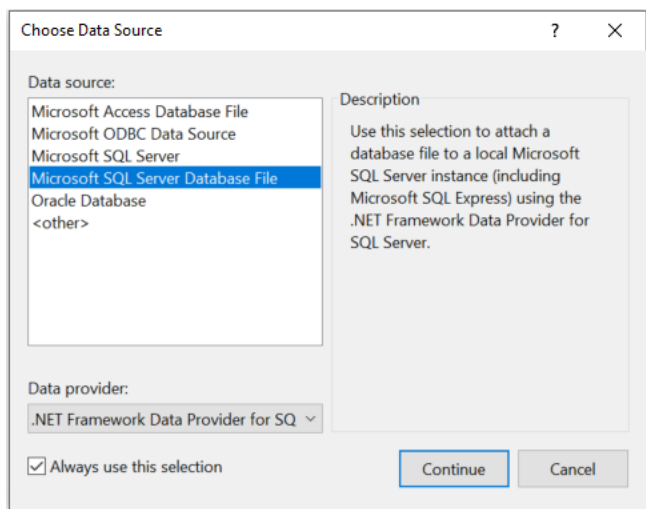 Choose Data Source
?
Data source:
Microsoft Access Database File
Microsoft ODBC Data Source
Microsoft SQL Server
Microsoft SQL Server Database File
Oracle Database
<other>
Description
Use this selection to attach a
database file to a local Microsoft
SQL Server instance (including
Microsoft SQL Express) using the
.NET Framework Data Provider for
SQL Server.
Data provider:
.NET Framework Data Provider for SQ
Always use this selection
Continue
Cancel